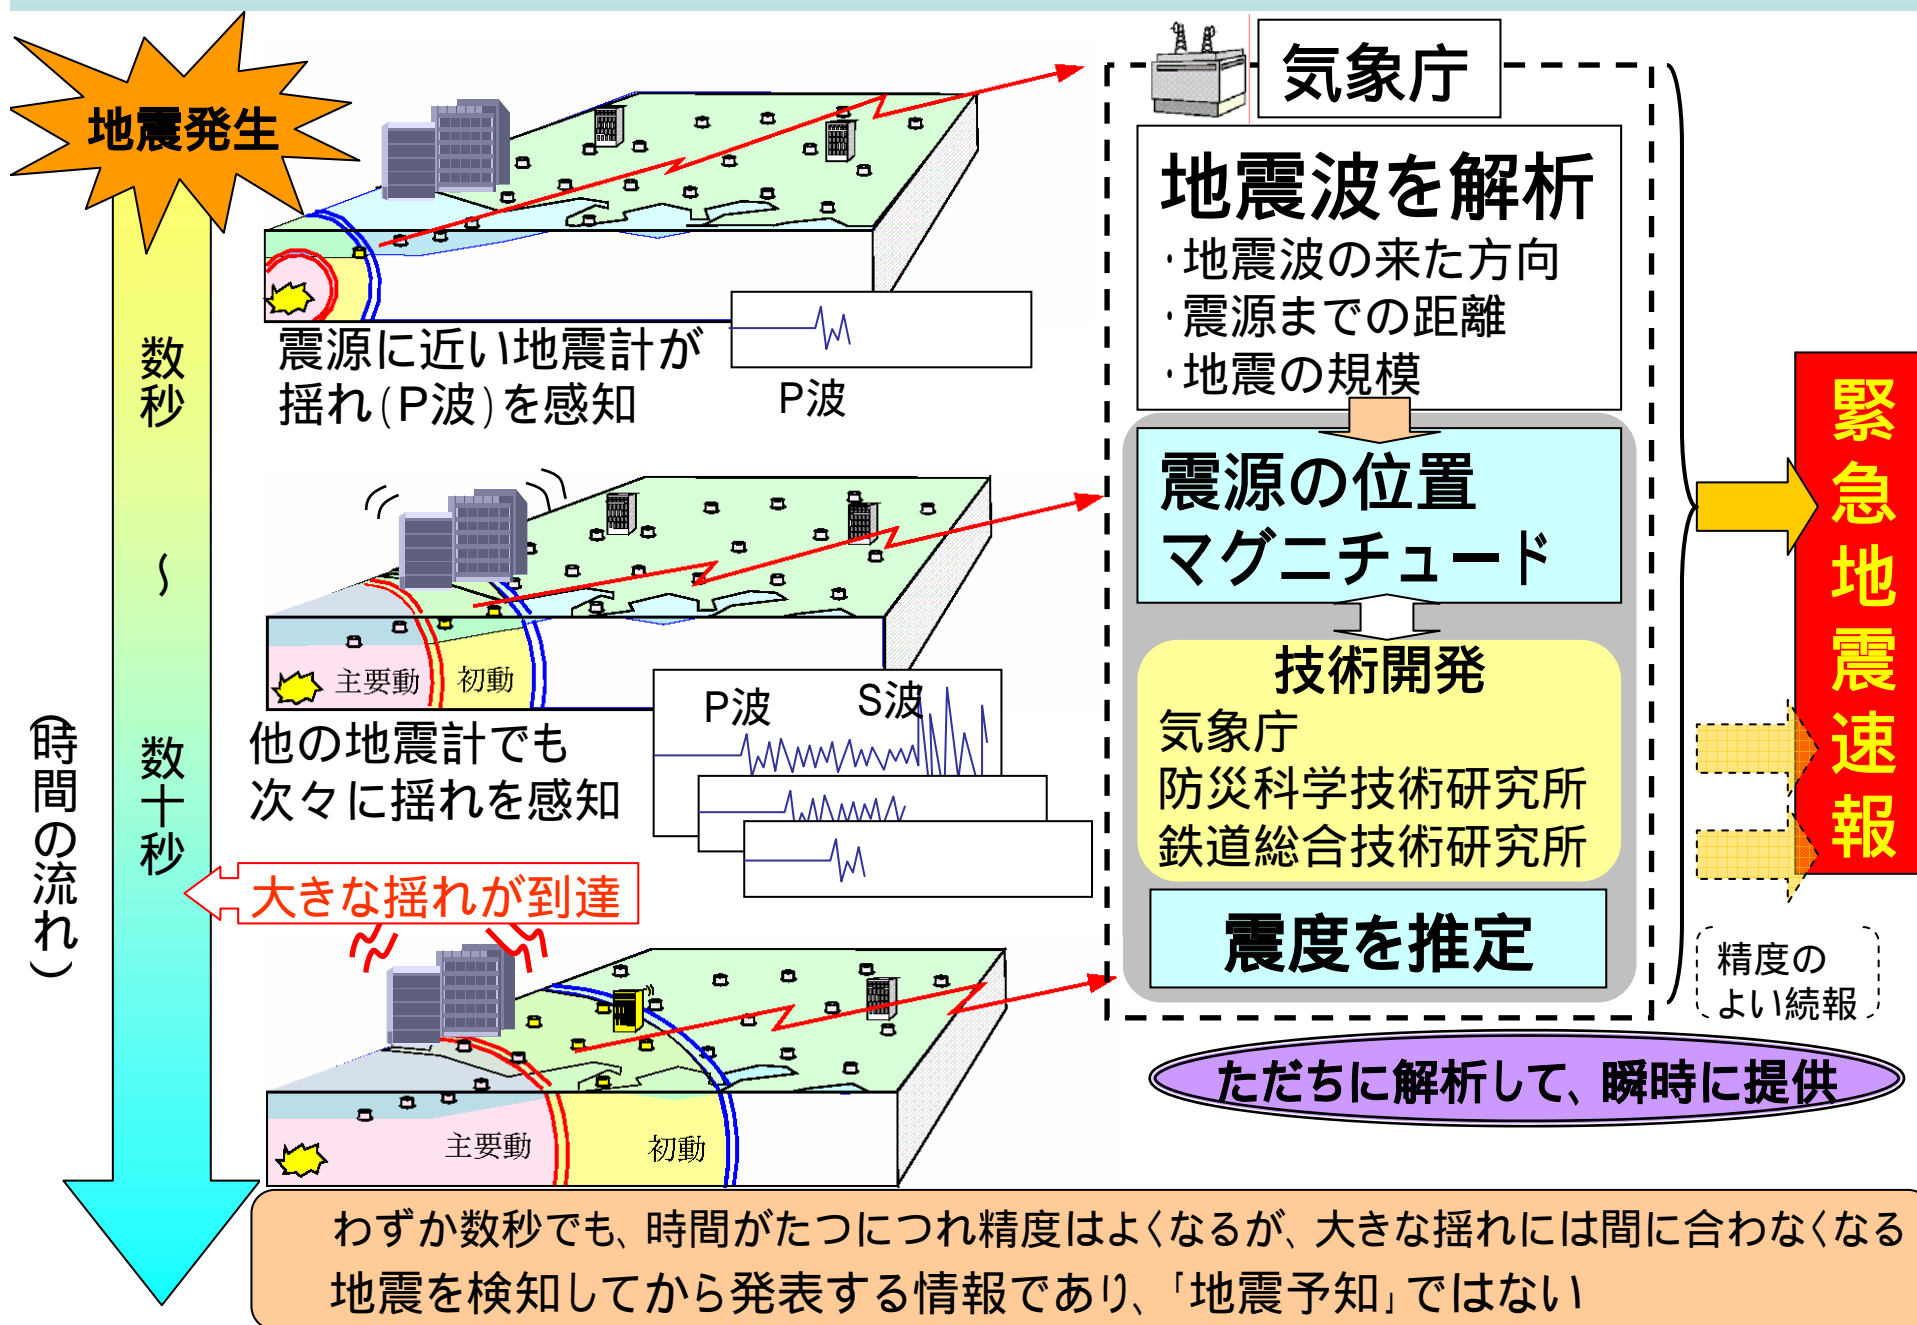 地震発生
数秒
～
数十秒
(時間の流れ)
震源に近い地震計が
揺れ(P波)を感知
P波
主要動
初動
他の地震計でも
次々に揺れを感知
P波
S波
大きな揺れが到達
主要動
初動
気象庁
地震波を解析
・地震波の来た方向
・震源までの距離
・地震の規模
震源の位置
マグニチュード
技術開発
気象庁
防災科学技術研究所
鉄道総合技術研究所
震度を推定
緊急地震速報
精度の
よい続報
ただちに解析して、瞬時に提供
わずか数秒でも、時間がたつにつれ精度はよくなるが、大きな揺れには間に合わなくなる
地震を検知してから発表する情報であり、「地震予知」ではない